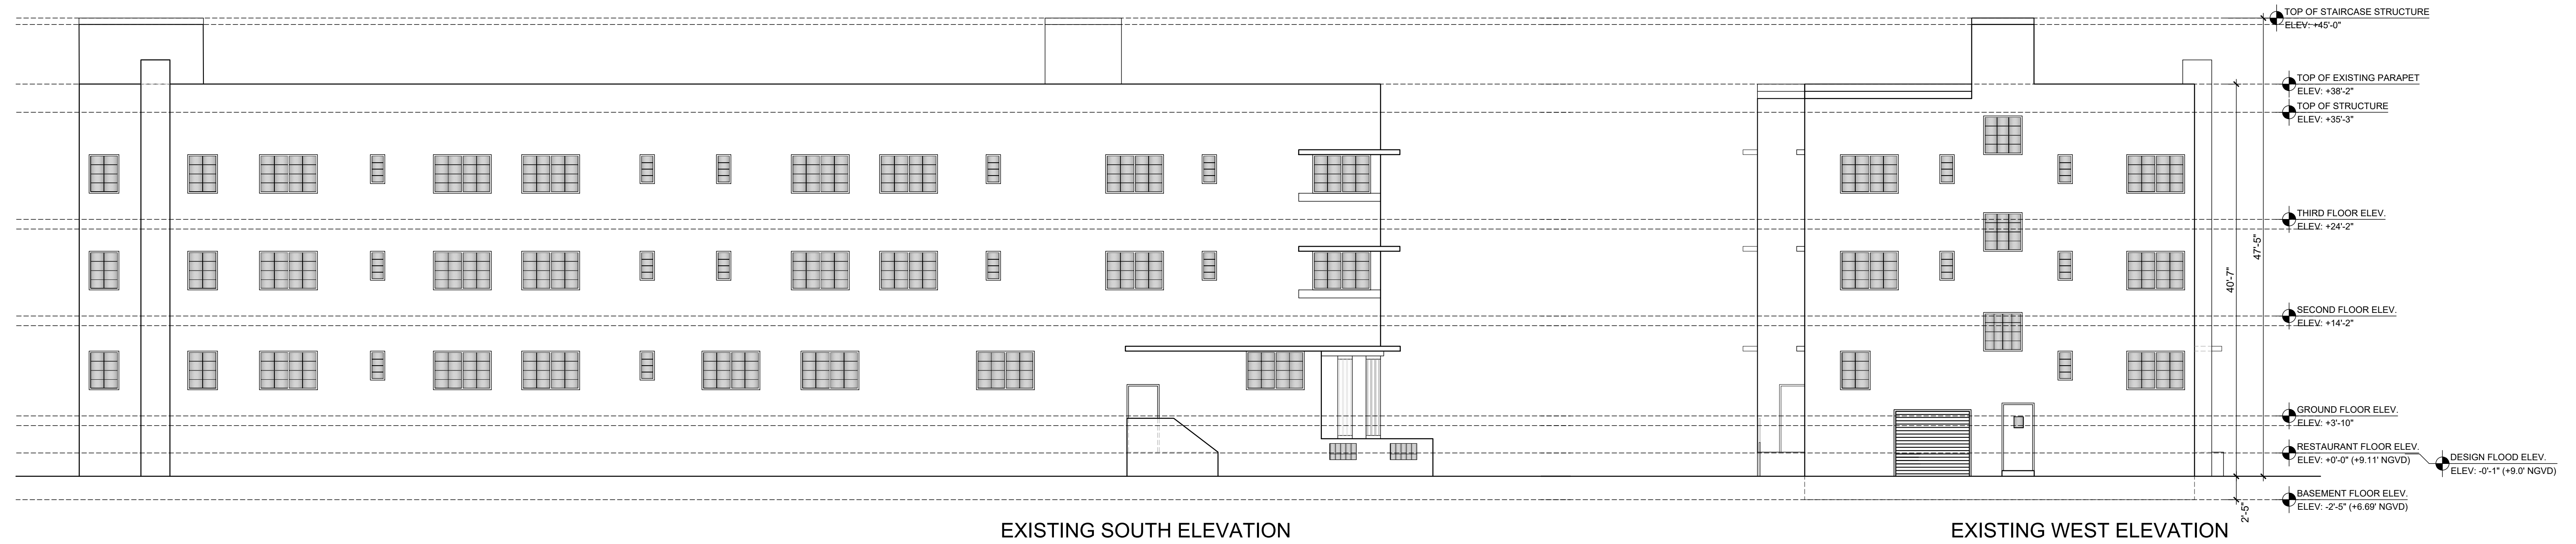 TOP OF STAIRCASE STRUCTURE
ELEV: +45'-0"
TOP OF EXISTING PARAPET
ELEV: +38'-2"
TOP OF STRUCTURE
ELEV: +35'-3"
THIRD FLOOR ELEV.
ELEV: +24'-2"
47'-5"
40'-7"
SECOND FLOOR ELEV.
ELEV: +14'-2"
GROUND FLOOR ELEV.
ELEV: +3'-10"
RESTAURANT FLOOR ELEV.
ELEV: +0'-0" (+9.11' NGVD)
DESIGN FLOOD ELEV.
ELEV: -0'-1" (+9.0' NGVD)
BASEMENT FLOOR ELEV.
ELEV: -2'-5" (+6.69' NGVD)
2'-5"
EXISTING SOUTH ELEVATION
EXISTING WEST ELEVATION